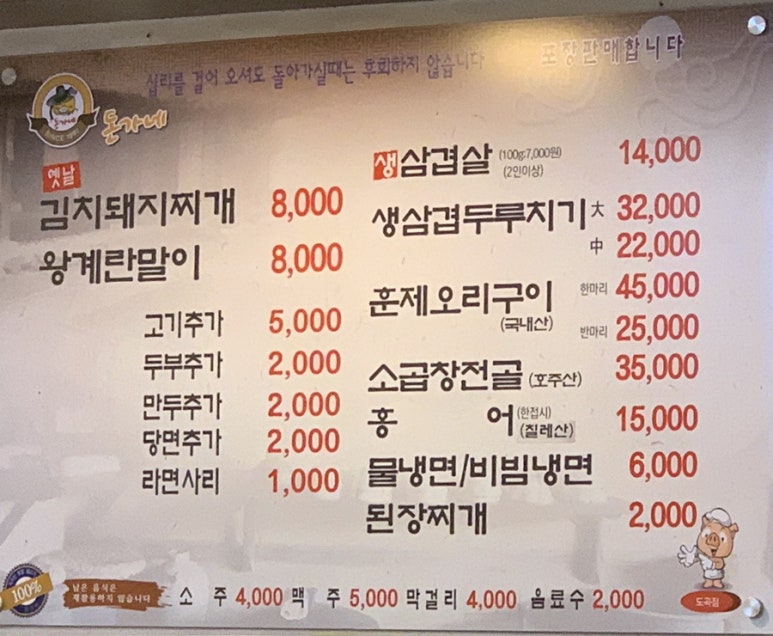 십리를 걸어 오셔도 돌아가실때는 후회하지 않습니다
포장판매합니다
돈가네
옛날
김치돼지찌개 8,000
왕계란말이 8,000
고기추가 5,000
두부추가 2,000
만두추가 2,000
당면추가 2,000
라면사리 1,000
생삼겹살 (100g:7,000원) (2인이상) 14,000
생삼겹두루치기 大 32,000
中 22,000
훈제오리구이 (국내산) 한마리 45,000
반마리 25,000
소곱창전골 (호주산) 35,000
홍어 (한접시) (칠레산) 15,000
물냉면/비빔냉면 6,000
된장찌개 2,000
100%
남은 음식은
재활용하지 않습니다
소주 4,000 맥주 5,000 막걸리 4,000 음료수 2,000
도곡점